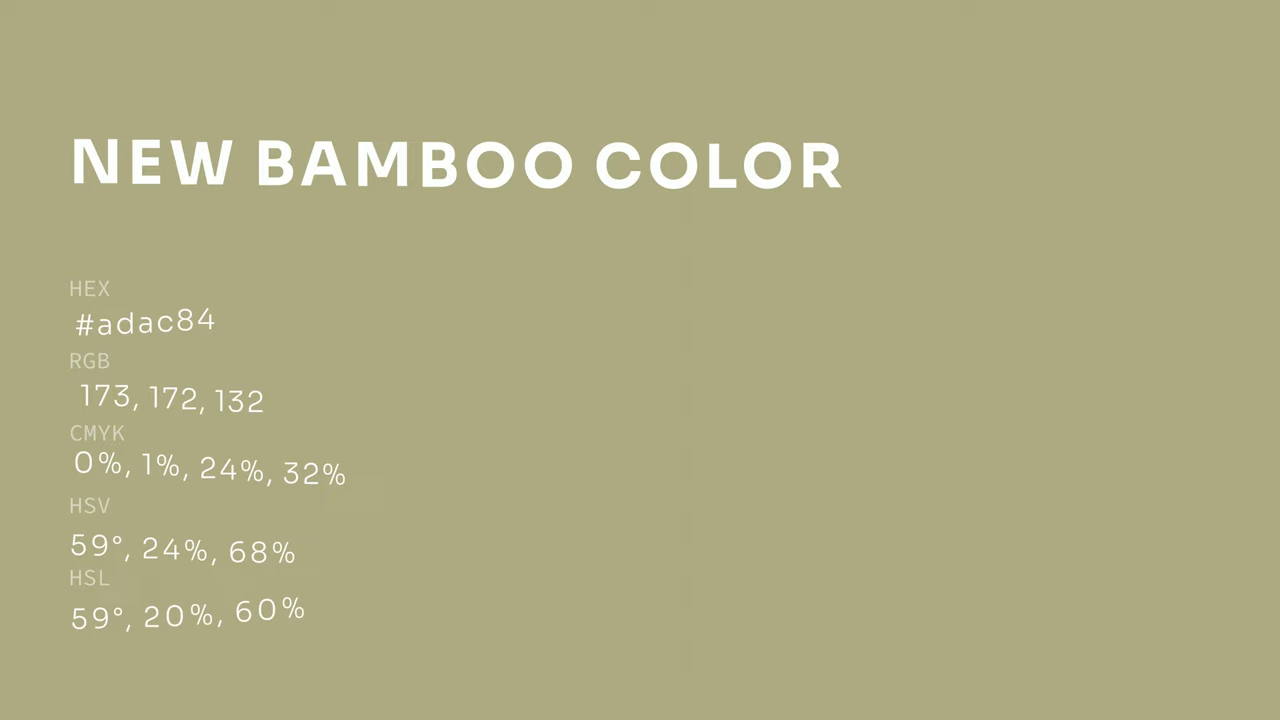 NEW BAMBOO COLOR
HEX
#adac84
RGB
173, 172, 132
CMYK
0%, 1%, 24%, 32%
HSV
59°, 24%, 68%
HSL
59°, 20%, 60%